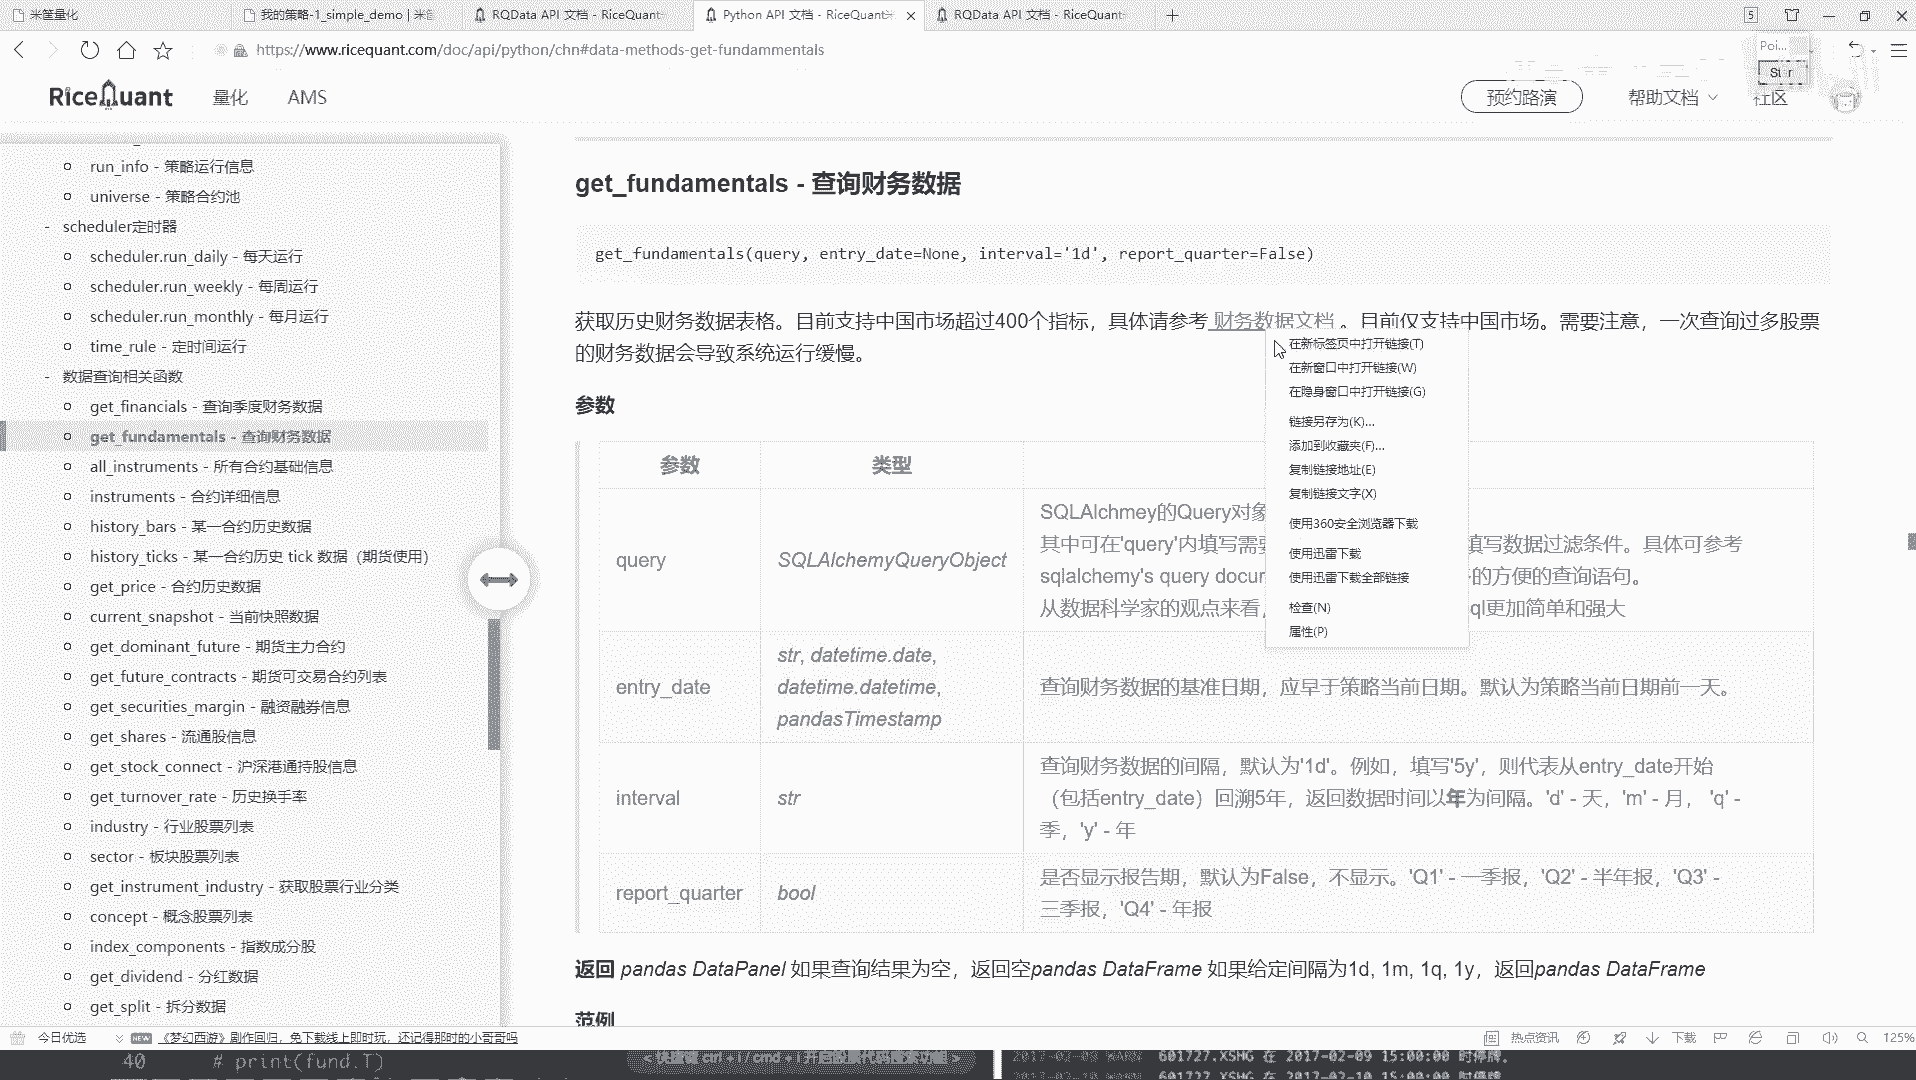 米筐量化
我的策略-1_simple_demo | 米筐
RQData API 文档 - RiceQuant
Python API 文档 - RiceQuant
RQData API 文档 - RiceQuant
5
https://www.ricequant.com/doc/api/python/chn#data-methods-get-fundammentals
Poi...
RiceQuant
量化
AMS
预约路演
帮助文档
社区
run_info - 策略运行信息
universe - 策略合约池
- scheduler定时器
scheduler.run_daily - 每天运行
scheduler.run_weekly - 每周运行
scheduler.run_monthly - 每月运行
time_rule - 定时间运行
- 数据查询相关函数
get_financials - 查询季度财务数据
get_fundamentals - 查询财务数据
all_instruments - 所有合约基础信息
instruments - 合约详细信息
history_bars - 某一合约历史数据
history_ticks - 某一合约历史 tick 数据（期货使用）
get_price - 合约历史数据
current_snapshot - 当前快照数据
get_dominant_future - 期货主力合约
get_future_contracts - 期货可交易合约列表
get_securities_margin - 融资融券信息
get_shares - 流通股信息
get_stock_connect - 沪深港通持股信息
get_turnover_rate - 历史换手率
industry - 行业股票列表
sector - 板块股票列表
get_instrument_industry - 获取股票行业分类
concept - 概念股票列表
index_components - 指数成分股
get_dividend - 分红数据
get_split - 拆分数据
get_fundamentals - 查询财务数据
get_fundamentals(query, entry_date=None, interval='1d', report_quarter=False)
获取历史财务数据表格。目前支持中国市场超过400个指标，具体请参考 财务数据文档 。目前仅支持中国市场。需要注意，一次查询过多股票
的财务数据会导致系统运行缓慢。
参数
参数 类型
query
SQLAlchemyQueryObject
SQLAlchmey的Query对象
其中可在'query'内填写需要 填写数据过滤条件。具体可参考
sqlalchemy's query docum 的方便的查询语句。
从数据科学家的观点来看， ql更加简单和强大
entry_date
str, datetime.date,
datetime.datetime,
pandasTimestamp
查询财务数据的基准日期，应早于策略当前日期。默认为策略当前日期前一天。
interval
str
查询财务数据的间隔，默认为'1d'。例如，填写'5y'，则代表从entry_date开始
（包括entry_date）回溯5年，返回数据时间以年为间隔。'd' - 天，'m' - 月， 'q' -
季，'y' - 年
report_quarter
bool
是否显示报告期，默认为False，不显示。'Q1' - 一季报，'Q2' - 半年报，'Q3' -
三季报，'Q4' - 年报
返回 pandas DataPanel 如果查询结果为空，返回空pandas DataFrame 如果给定间隔为1d, 1m, 1q, 1y，返回pandas DataFrame
范例
在新标签页中打开链接(T)
在新窗口中打开链接(W)
在隐身窗口中打开链接(G)
链接另存为(K)...
添加到收藏夹(F)...
复制链接地址(E)
复制链接文字(X)
使用360安全浏览器下载
使用迅雷下载
使用迅雷下载全部链接
检查(N)
属性(P)
今日优选
NEW
《梦幻西游》剧作回归，免下载线上即时玩，还记得那时的小哥哥吗
热点资讯
下载
125%
40 # print(fund.T)
2017-02-09 WARN 601727.XSHG 在 2017-02-09 15:00:00 时停牌。
2017-02-10 WARN 601727.XSHG 在 2017-02-10 15:00:00 时停牌。